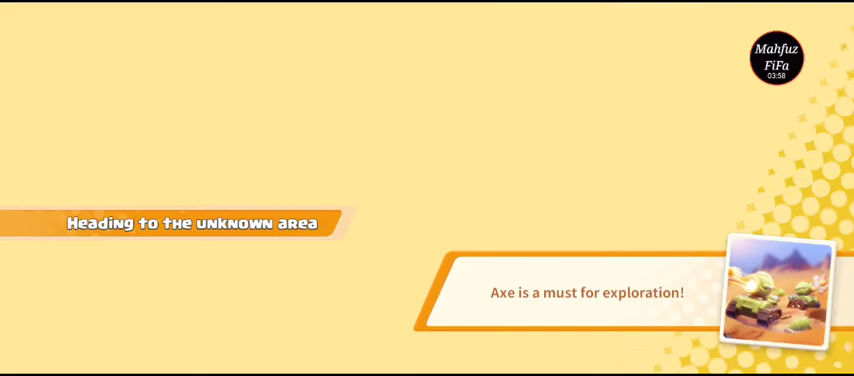 Mahfuz
FiFa
03:58
Heading to the unknown area
Axe is a must for exploration!